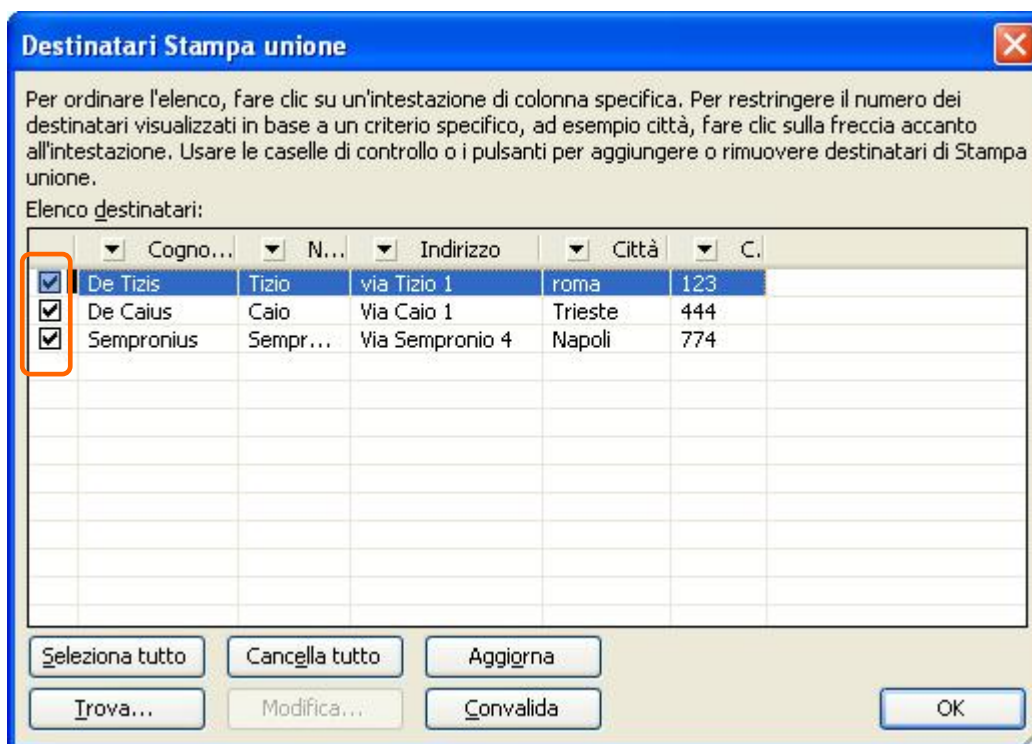 Destinatari Stampa unione
Per ordinare l'elenco, fare clic su un'intestazione di colonna specifica. Per restringere il numero dei
destinatari visualizzati in base a un criterio specifico, ad esempio città, fare clic sulla freccia accanto
all'intestazione. Usare le caselle di controllo o i pulsanti per aggiungere o rimuovere destinatari di Stampa
unione.
Elenco destinatari:
Cogno... N... Indirizzo Città C.
De Tizis Tizio via Tizio 1 roma 123
De Caius Caio Via Caio 1 Trieste 444
Sempronius Sempr... Via Sempronio 4 Napoli 774
Seleziona tutto Cancella tutto Aggiorna
Trova... Modifica... Convalida OK